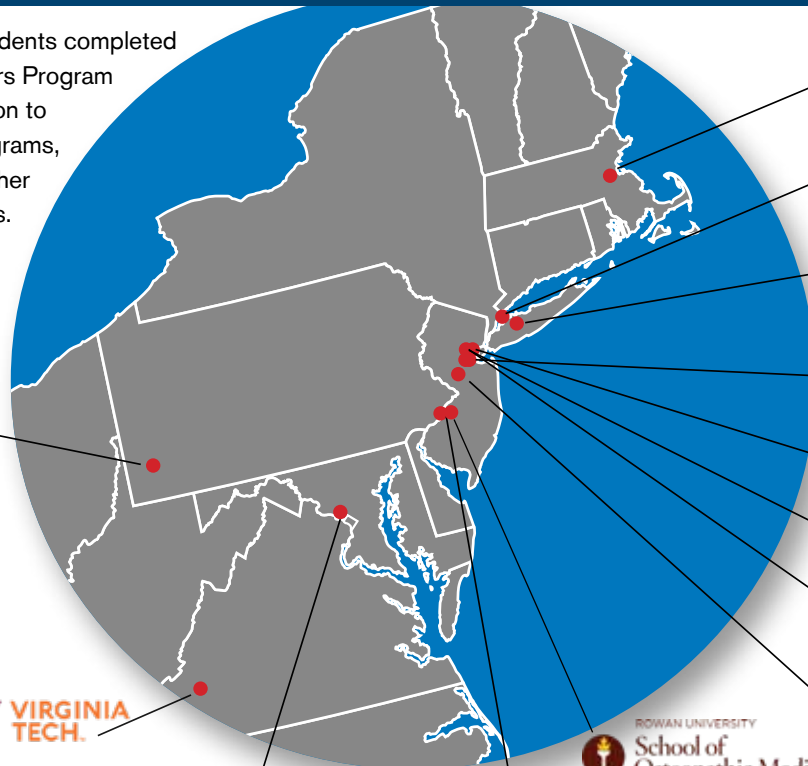 dents completed
rs Program
on to
grams,
her
s.
VIRGINIA
TECH.
ROWAN UNIVERSITY
School of